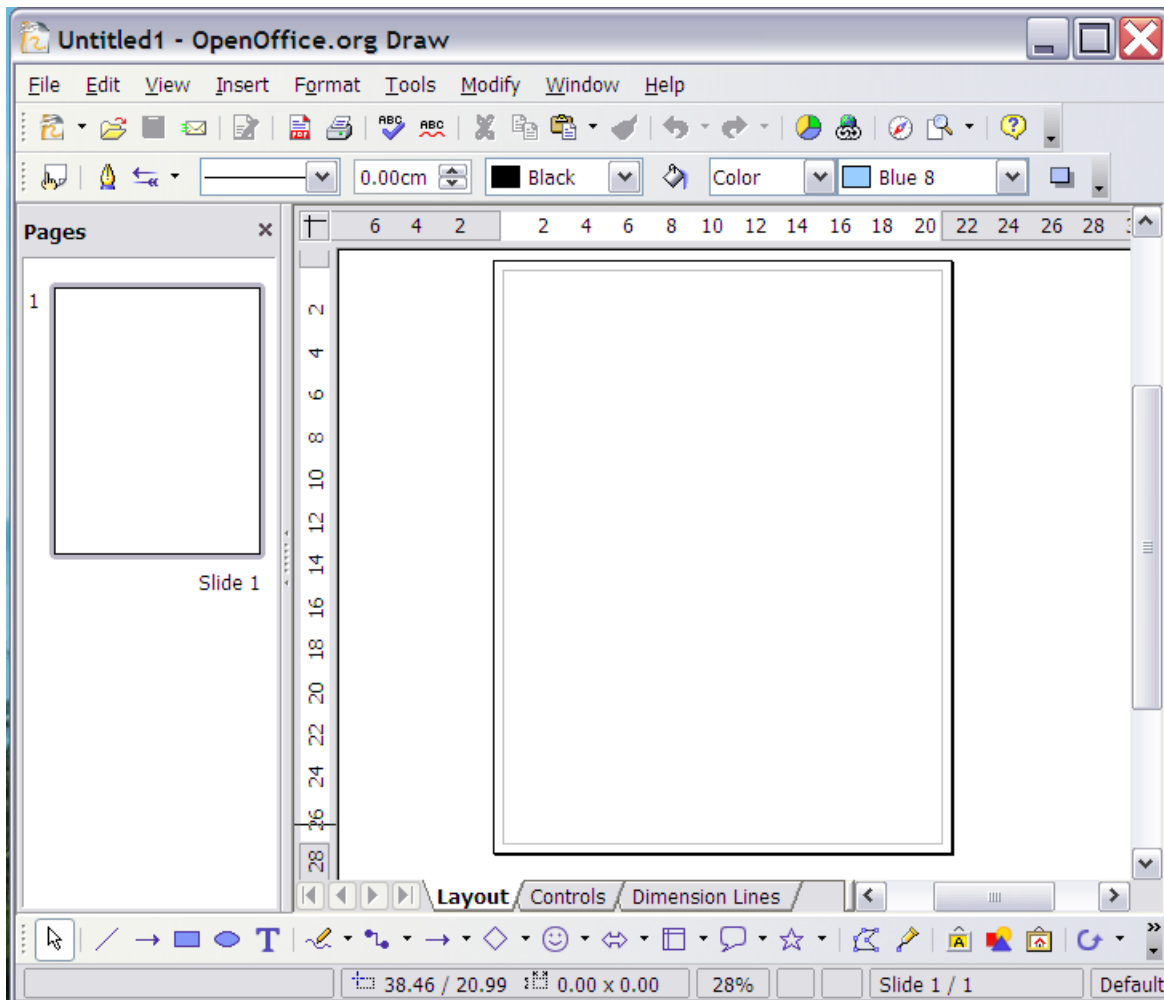 Untitled1 - OpenOffice.org Draw
File Edit View Insert Format Tools Modify Window Help
PDF ABC ABC
0.00cm Black Color Blue 8
Pages
6 4 2 2 4 6 8 10 12 14 16 18 20 22 24 26 28
1
Slide 1
2
4
6
8
10
12
14
16
18
20
22
24
26
28
Layout Controls Dimension Lines
T A
38.46 / 20.99 0.00 x 0.00 28% Slide 1 / 1 Default